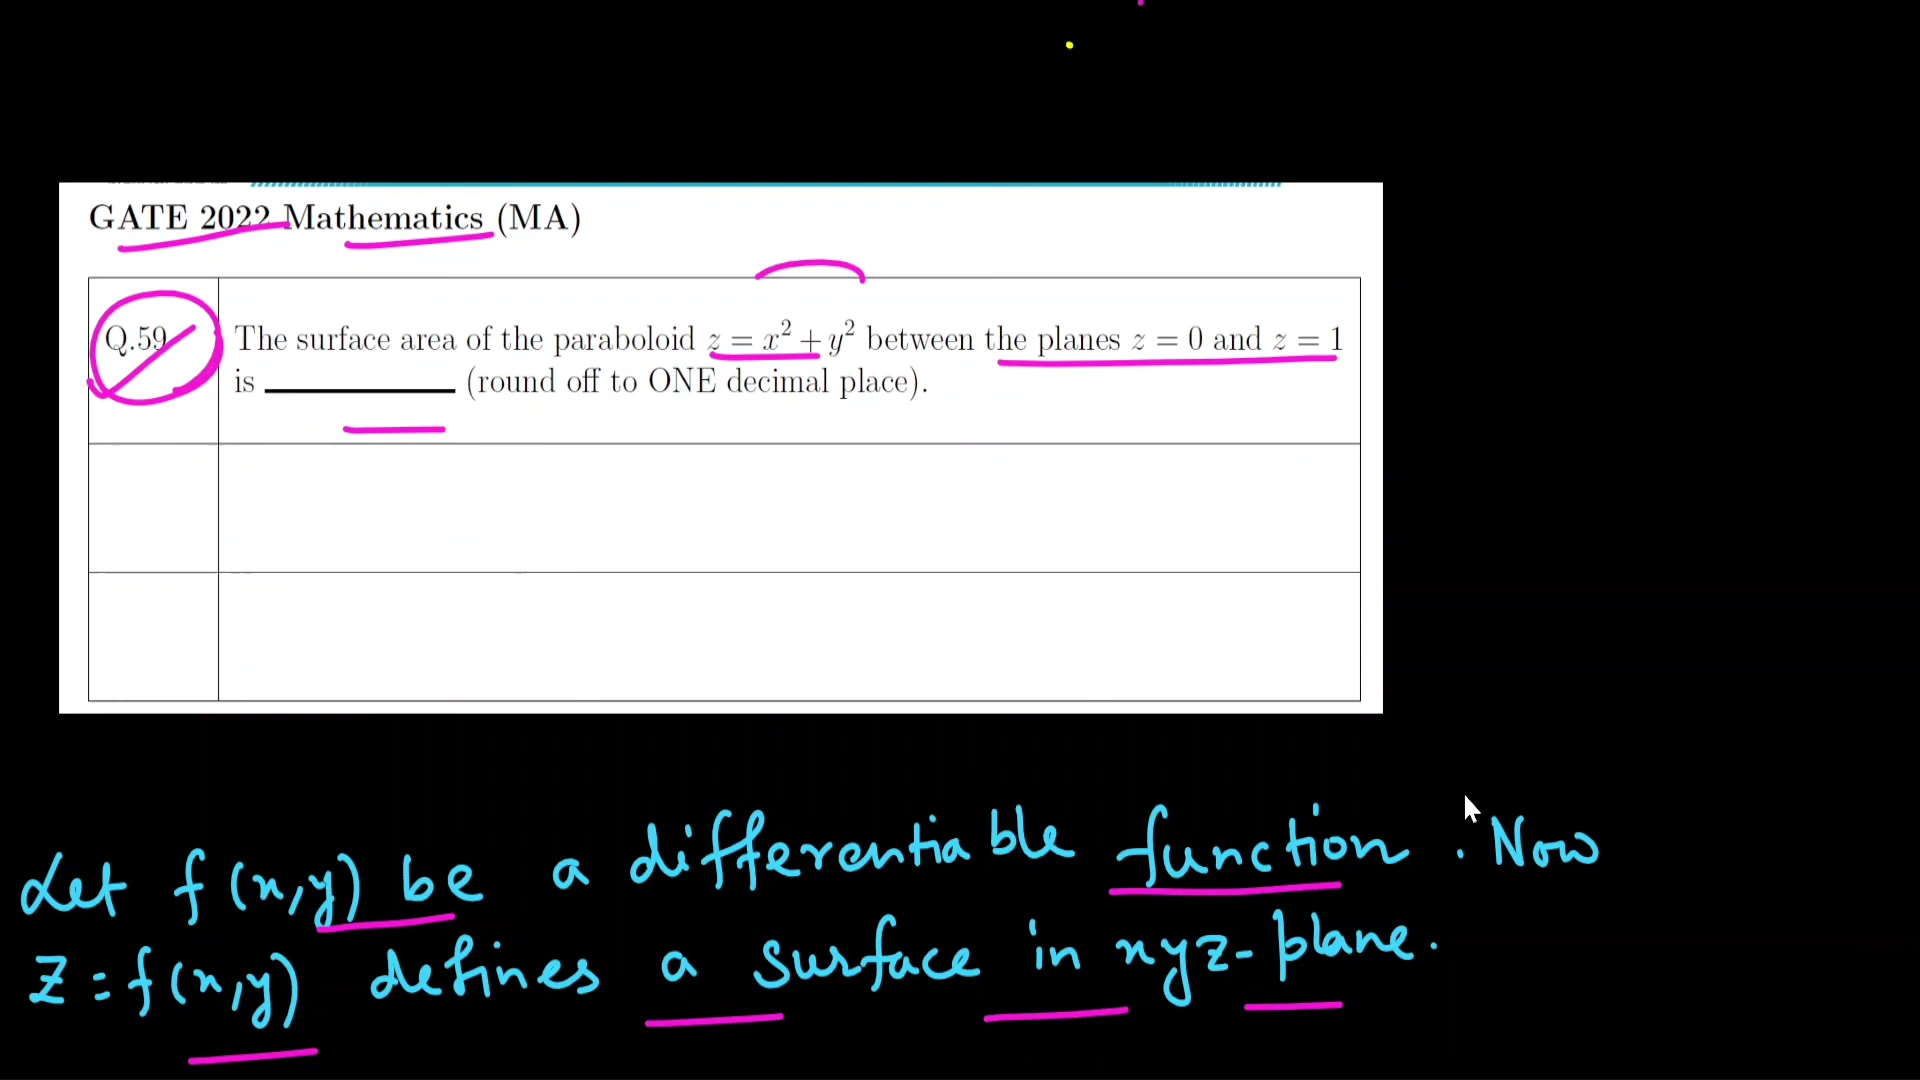 GATE 2022 Mathematics (MA)
Q.59 The surface area of the paraboloid z = x² + y² between the planes z = 0 and z = 1
is __________ (round off to ONE decimal place).
Let f(x,y) be a differentiable function. Now
z = f(x,y) defines a surface in xyz-plane.